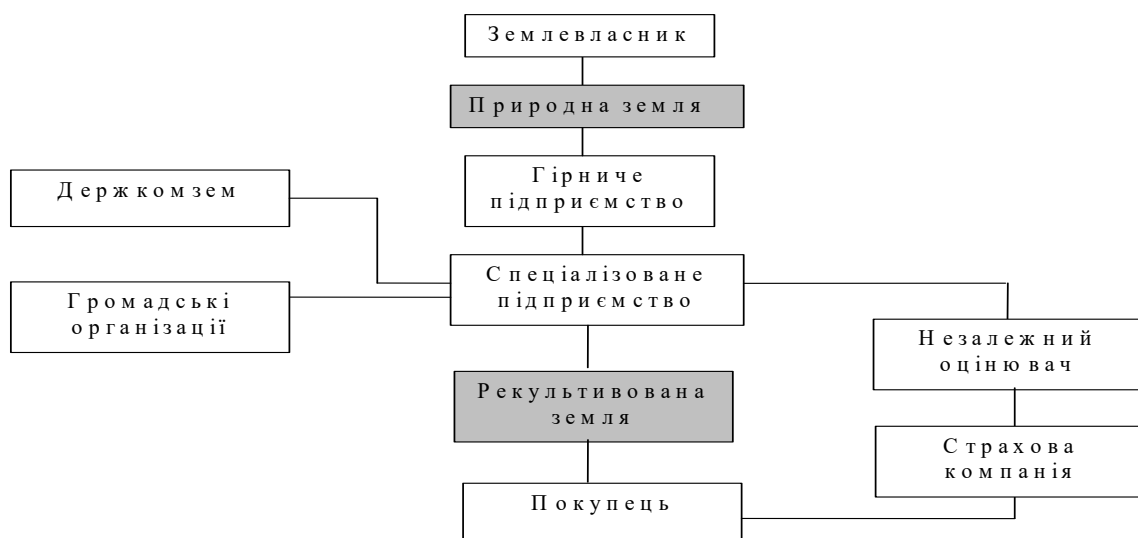 Землевласник
Природна земля
Гірниче
підприємство
Держкомзем
Спеціалізоване
підприємство
Громадські
організації
Незалежний
оцінювач
Рекультивована
земля
Страхова
компанія
Покупець